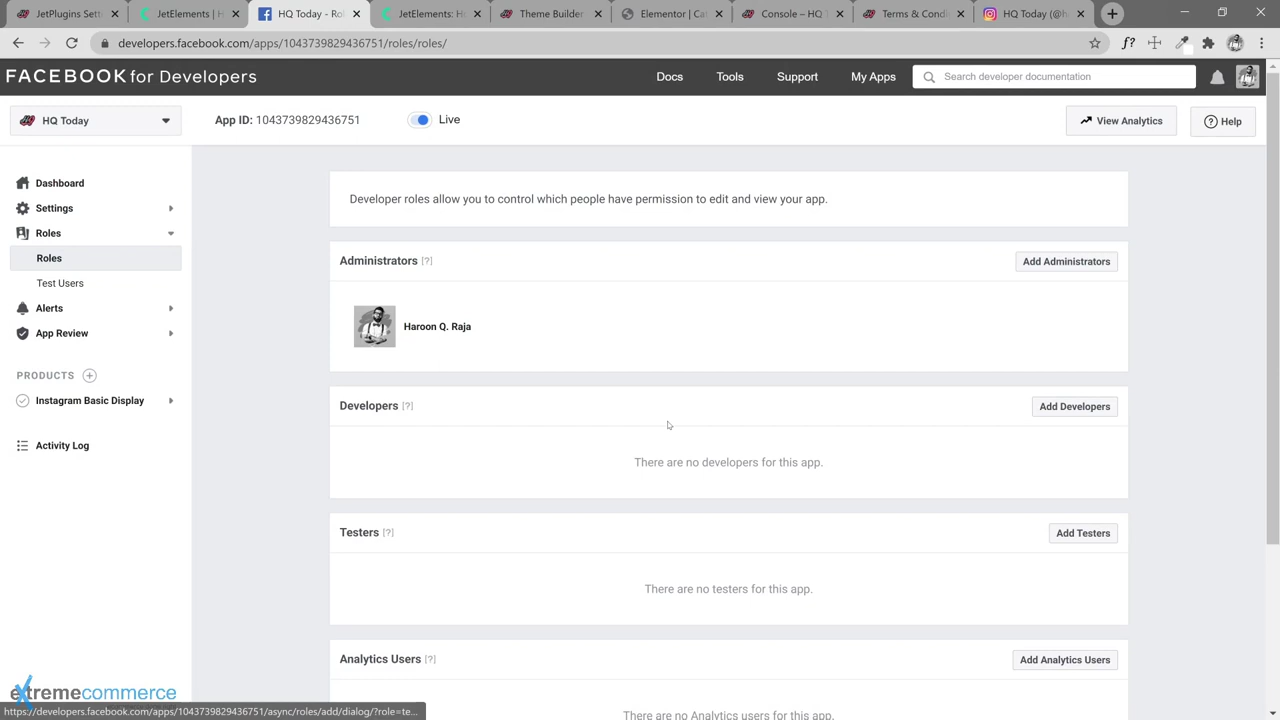 JetPlugins Sett
JetElements | H
HQ Today - Rol
JetElements: H
Theme Builder
Elementor | Ca
Console – HQ
Terms & Condi
HQ Today (@h
developers.facebook.com/apps/1043739829436751/roles/roles/
FACEBOOK for Developers
Docs
Tools
Support
My Apps
Search developer documentation
HQ Today
App ID: 1043739829436751
Live
View Analytics
Help
Dashboard
Settings
Roles
Roles
Test Users
Alerts
App Review
PRODUCTS
Instagram Basic Display
Activity Log
Developer roles allow you to control which people have permission to edit and view your app.
Administrators [?]
Add Administrators
Haroon Q. Raja
Developers [?]
Add Developers
There are no developers for this app.
Testers [?]
Add Testers
There are no testers for this app.
Analytics Users [?]
Add Analytics Users
There are no Analytics users for this app.
extremecommerce
https://developers.facebook.com/apps/1043739829436751/async/roles/add/dialog/?role=te...